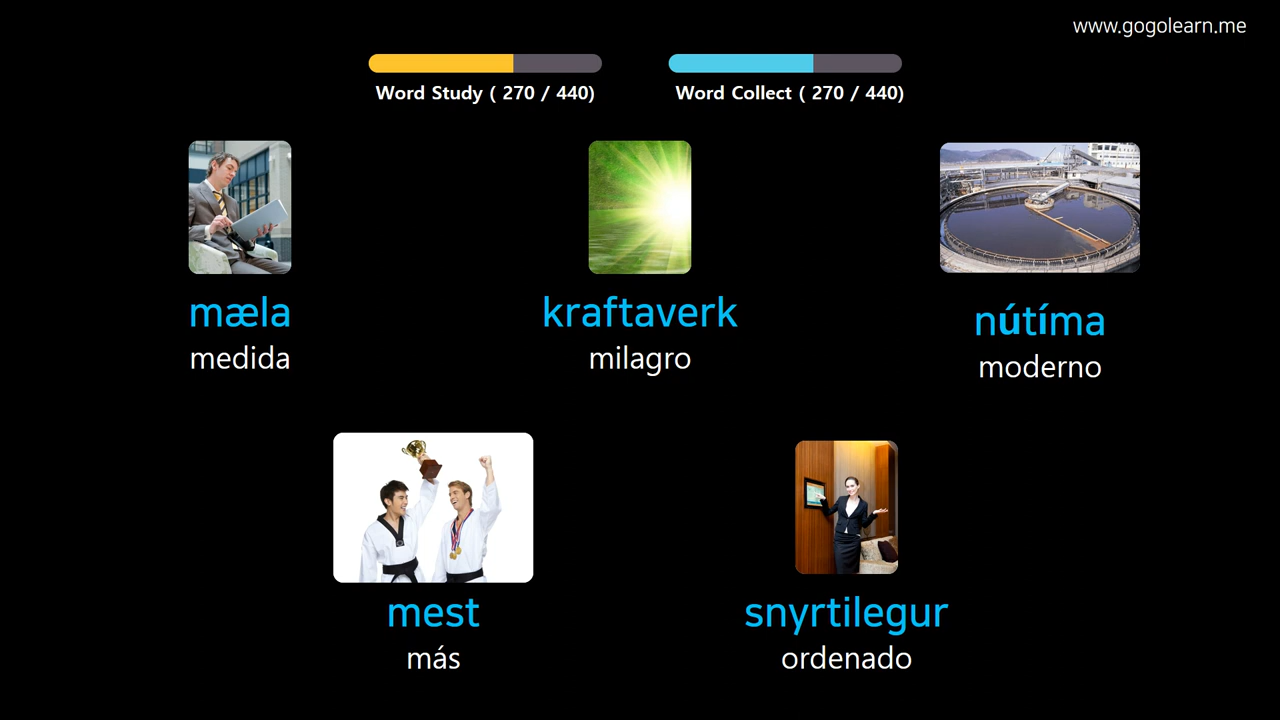 www.gogolearn.me
Word Study ( 270 / 440)
Word Collect ( 270 / 440)
mæla
medida
kraftaverk
milagro
nútíma
moderno
mest
más
snyrtilegur
ordenado